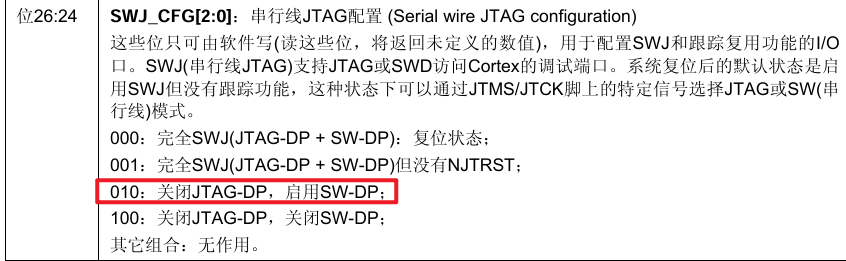 位26:24
SWJ_CFG[2:0]：串行线JTAG配置 (Serial wire JTAG configuration)
这些位只可由软件写(读这些位，将返回未定义的数值)，用于配置SWJ和跟踪复用功能的I/O
口。SWJ(串行线JTAG)支持JTAG或SWD访问Cortex的调试端口。系统复位后的默认状态是启
用SWJ但没有跟踪功能，这种状态下可以通过JTMS/JTCK脚上的特定信号选择JTAG或SW(串
行线)模式。
000：完全SWJ(JTAG-DP + SW-DP)：复位状态；
001：完全SWJ(JTAG-DP + SW-DP)但没有NJTRST；
010：关闭JTAG-DP，启用SW-DP；
100：关闭JTAG-DP，关闭SW-DP；
其它组合：无作用。